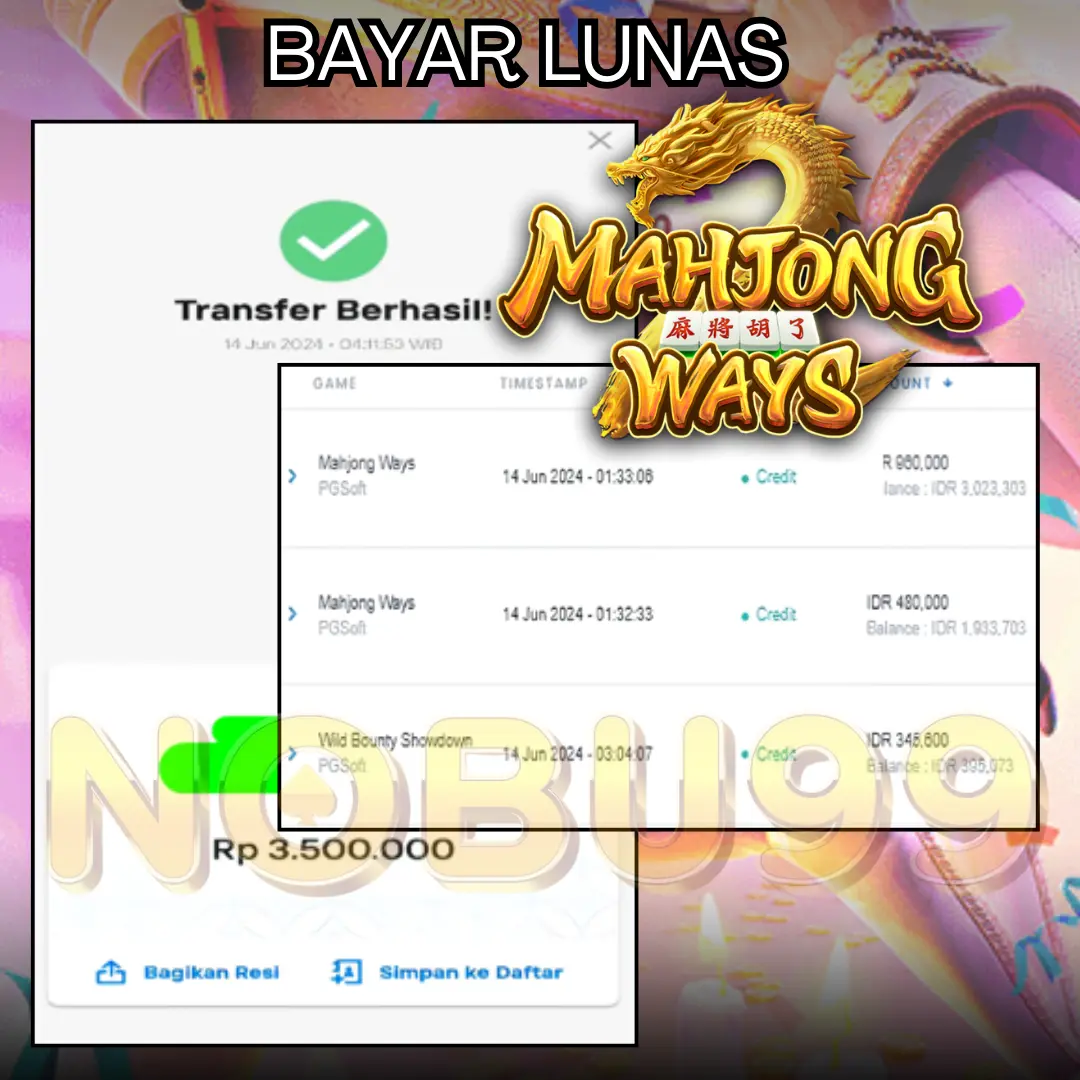 BAYAR LUNAS
MAHJONG
麻將胡了
WAYS
Transfer Berhasil!
14 Jun 2024 • 04:11:53 WIB
GAME TIMESTAMP OUNT
Mahjong Ways 14 Jun 2024 - 01:33:06 Credit R 960,000
PGSoft lance : IDR 3,023,303
Mahjong Ways 14 Jun 2024 - 01:32:33 Credit IDR 480,000
PGSoft Balance : IDR 1,933,703
Wild Bounty Showdown 14 Jun 2024 - 03:04:07 Credit IDR 345,600
PGSoft Balance : IDR 395,073
NOBU99
Rp 3.500.000
Bagikan Resi Simpan ke Daftar